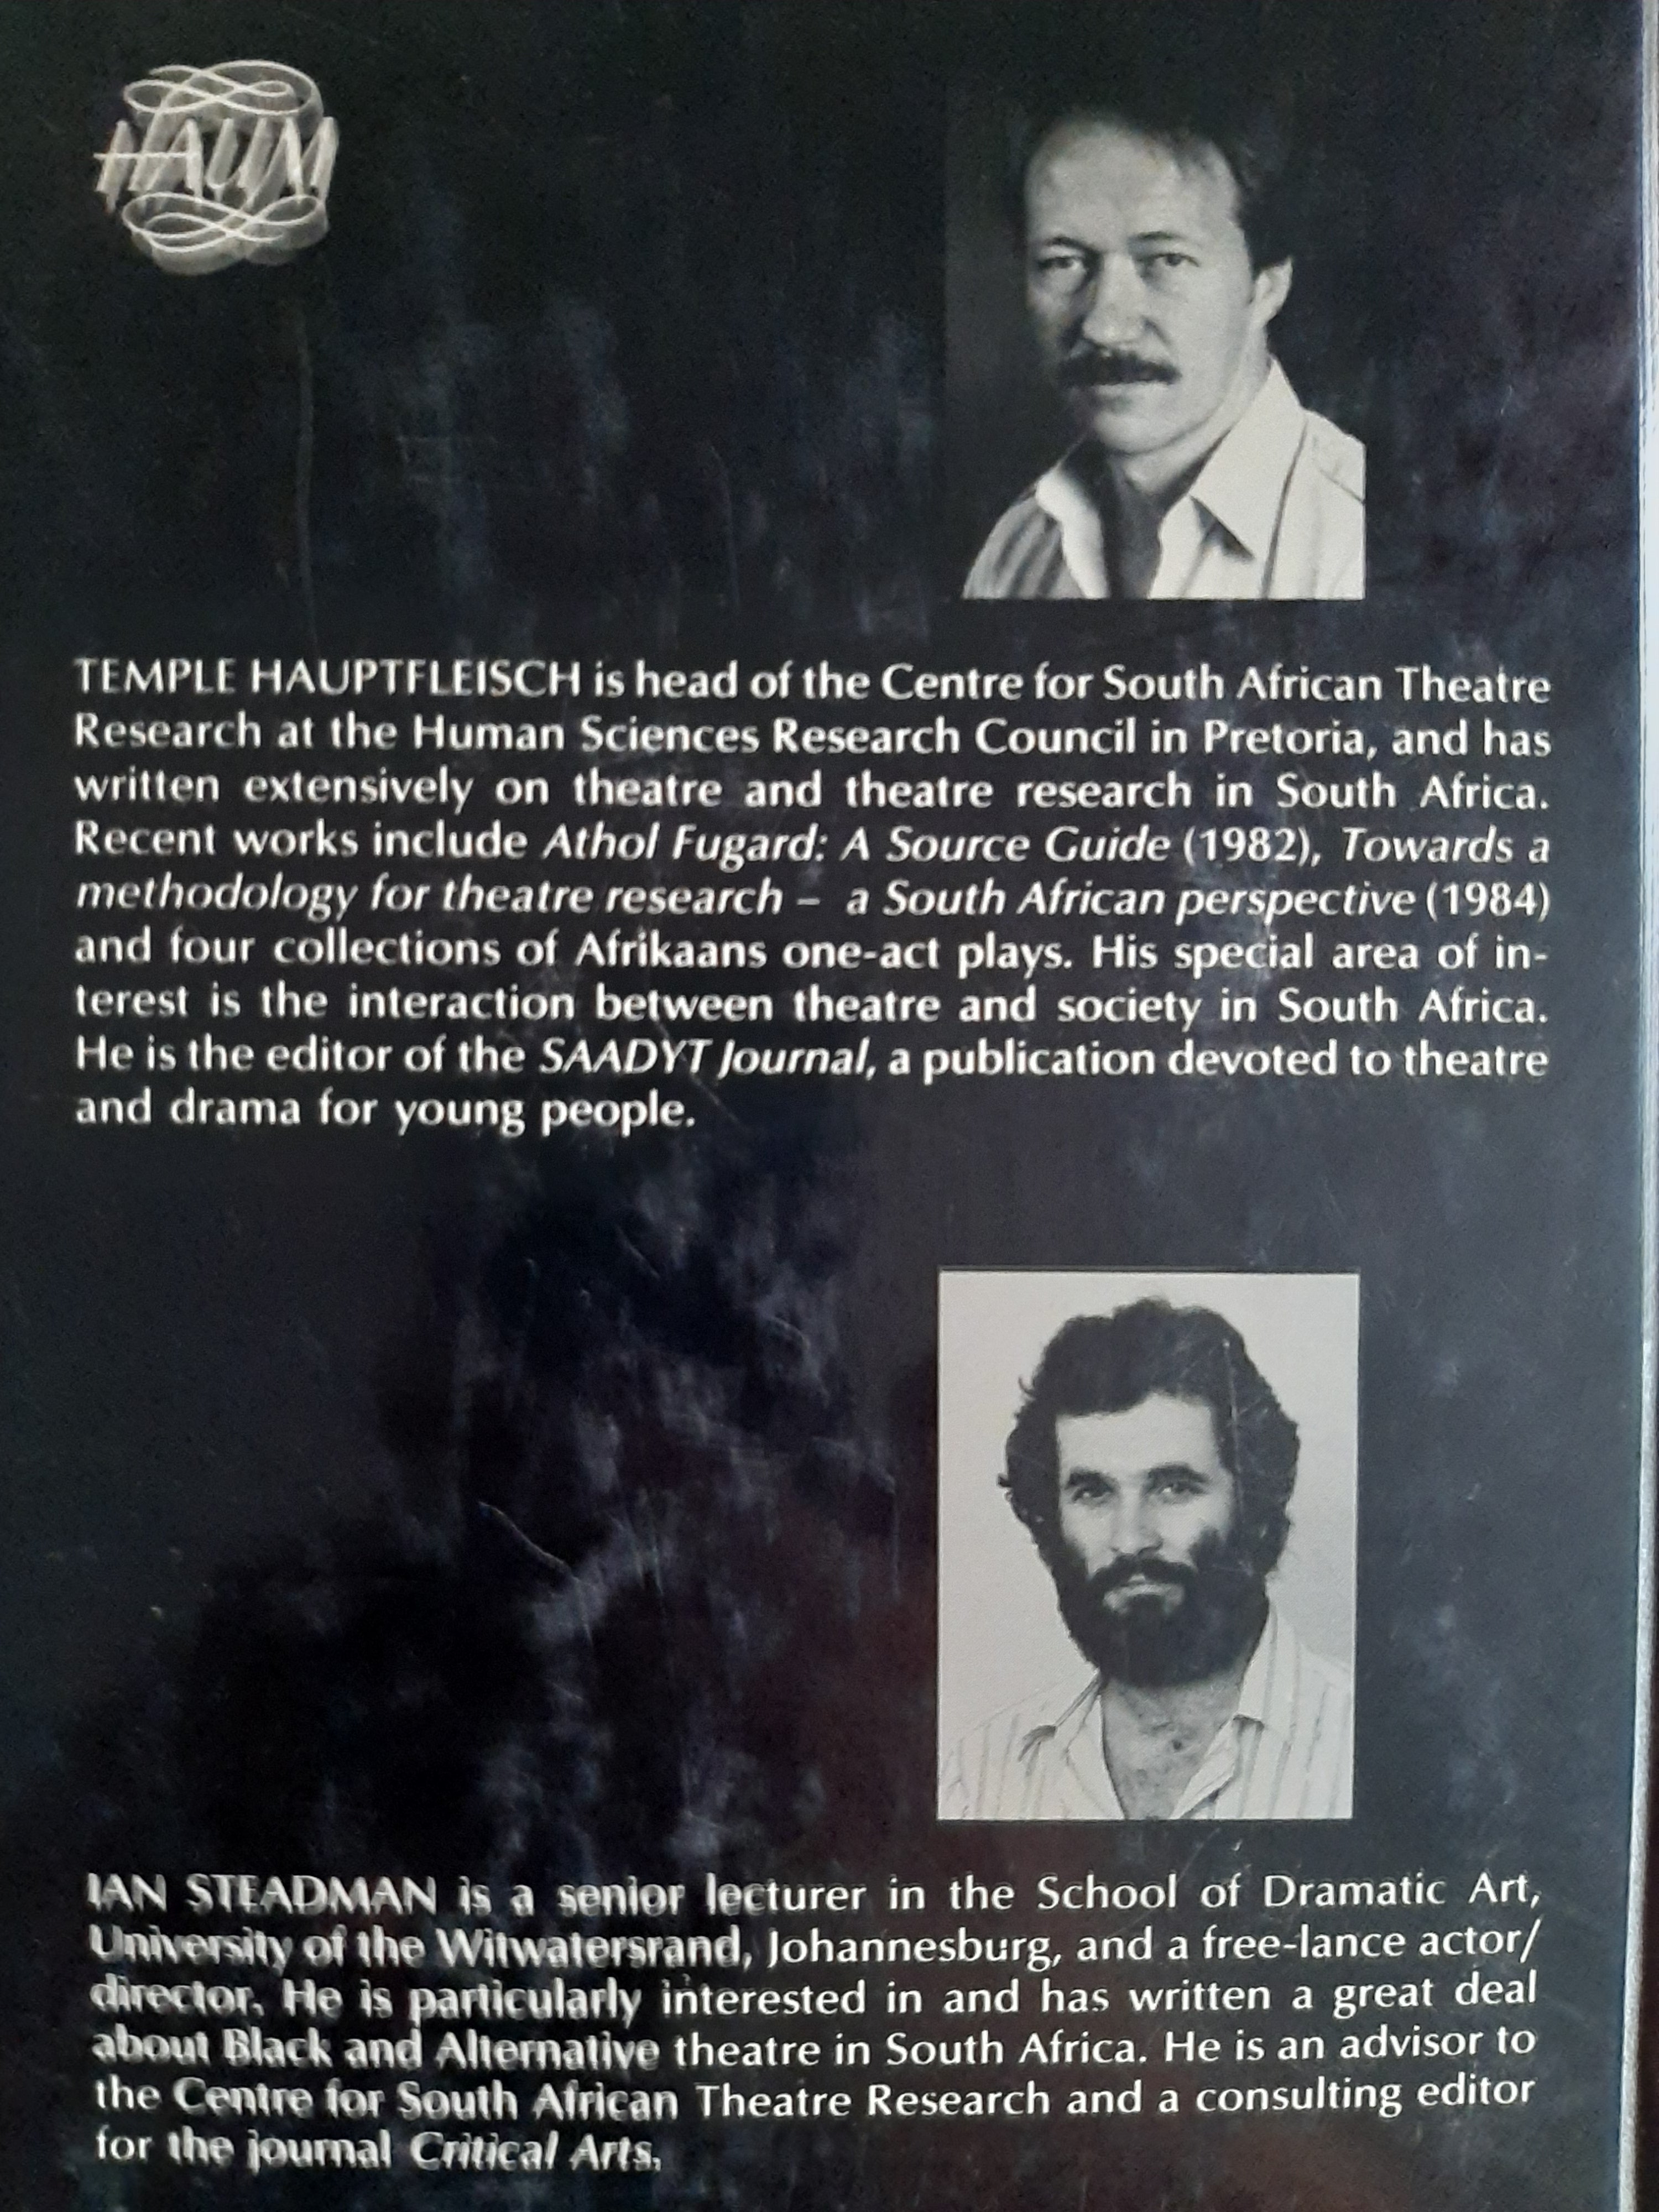 HAUM
TEMPLE HAUPTFLEISCH is head of the Centre for South African Theatre
Research at the Human Sciences Research Council in Pretoria, and has
written extensively on theatre and theatre research in South Africa.
Recent works include Athol Fugard: A Source Guide (1982), Towards a
methodology for theatre research – a South African perspective (1984)
and four collections of Afrikaans one-act plays. His special area of in-
terest is the interaction between theatre and society in South Africa.
He is the editor of the SAADYT Journal, a publication devoted to theatre
and drama for young people.
IAN STEADMAN is a senior lecturer in the School of Dramatic Art,
University of the Witwatersrand, Johannesburg, and a free-lance actor/
director. He is particularly interested in and has written a great deal
about Black and Alternative theatre in South Africa. He is an advisor to
the Centre for South African Theatre Research and a consulting editor
for the journal Critical Arts.